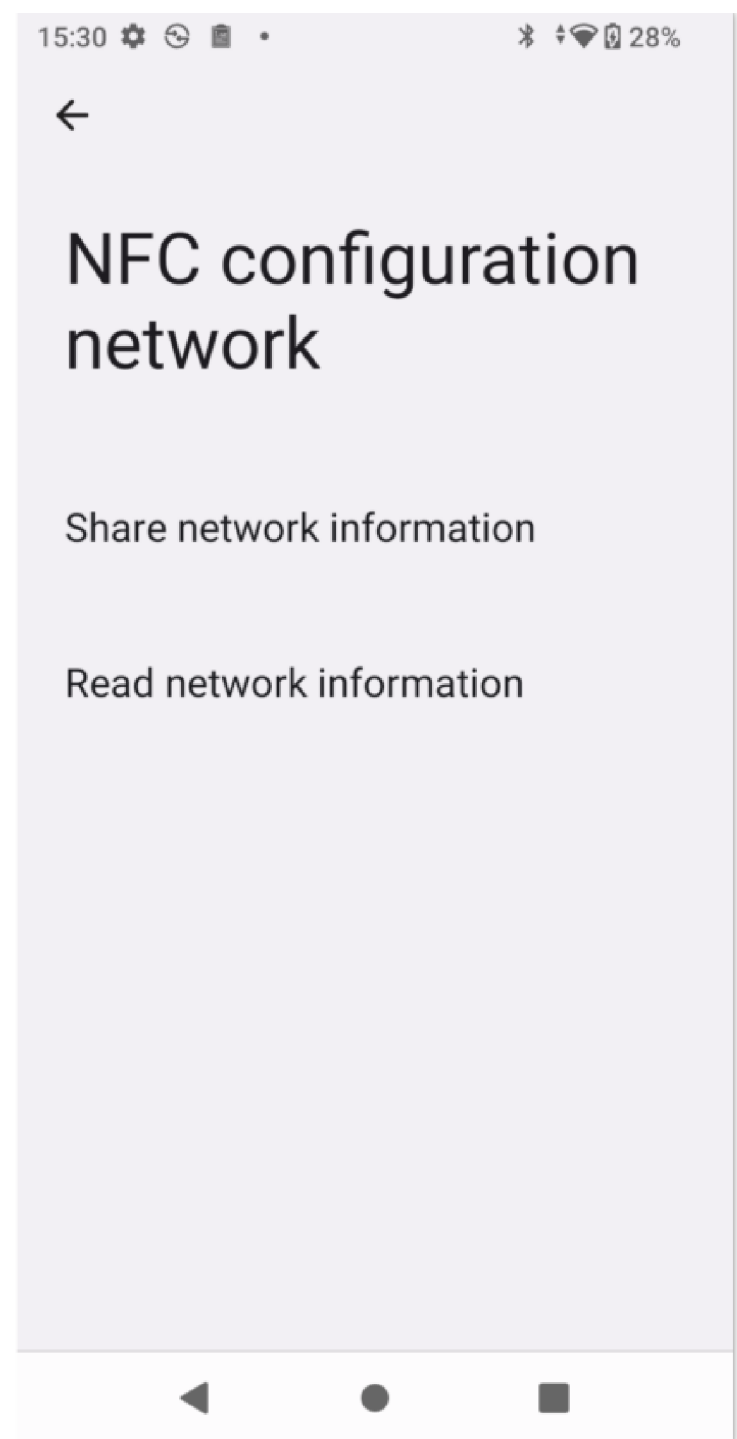 15:30 28%
NFC configuration
network
Share network information
Read network information